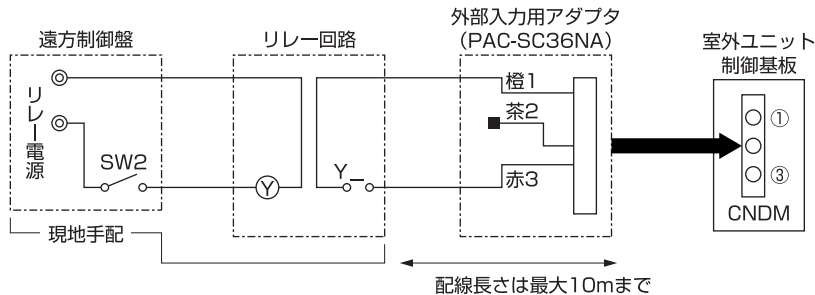 遠方制御盤
リレー回路
外部入力用アダプタ
(PAC-SC36NA)
室外ユニット
制御基板
リレー電源
SW2
Y
Y
橙1
茶2
赤3
①
③
CNDM
現地手配
配線長さは最大10mまで